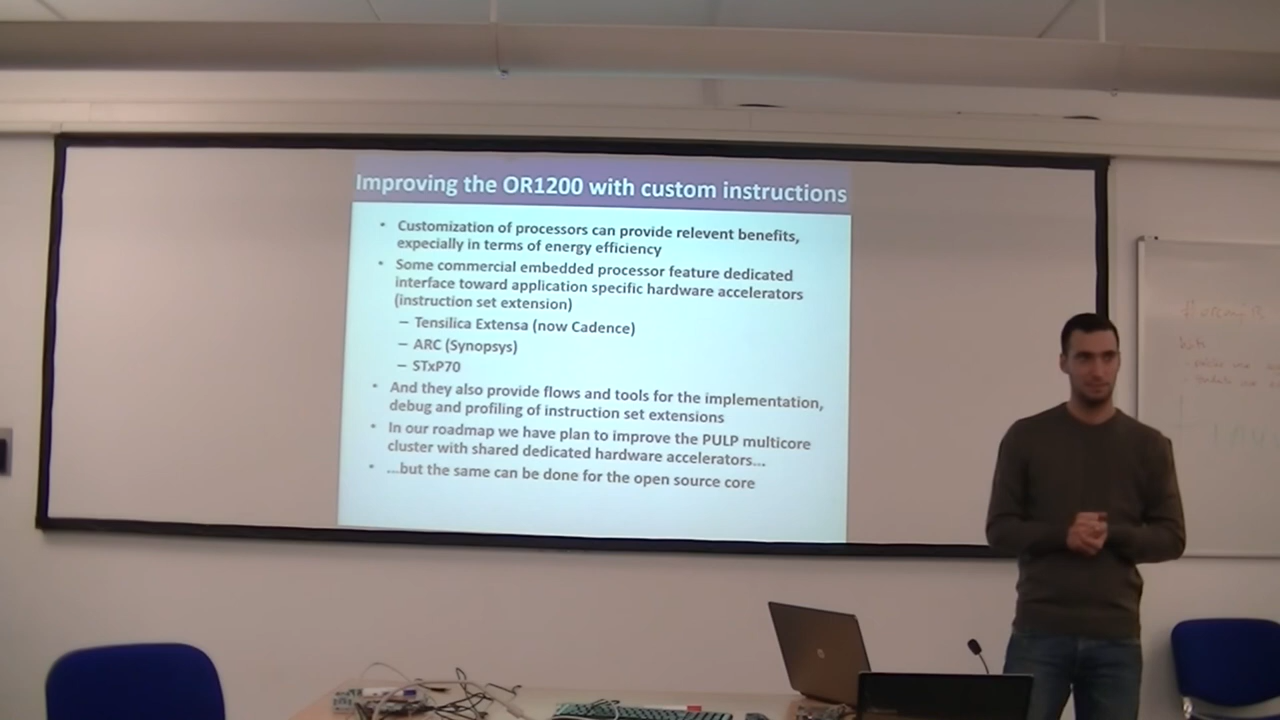 Improving the OR1200 with custom instructions
• Customization of processors can provide relevent benefits,
expecially in terms of energy efficiency
• Some commercial embedded processor feature dedicated
interface toward application specific hardware accelerators
(instruction set extension)
– Tensilica Extensa (now Cadence)
– ARC (Synopsys)
– STxP70
• And they also provide flows and tools for the implementation,
debug and profiling of instruction set extensions
• In our roadmap we have plan to improve the PULP multicore
cluster with shared dedicated hardware accelerators...
• ...but the same can be done for the open source core